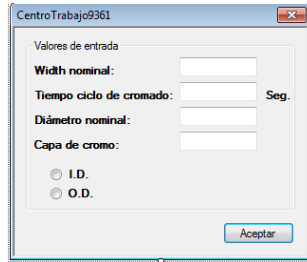 CentroTrabajo9361
Valores de entrada
Width nominal:
Tiempo ciclo de cromado: Seg.
Diámetro nominal:
Capa de cromo:
I.D.
O.D.
Aceptar